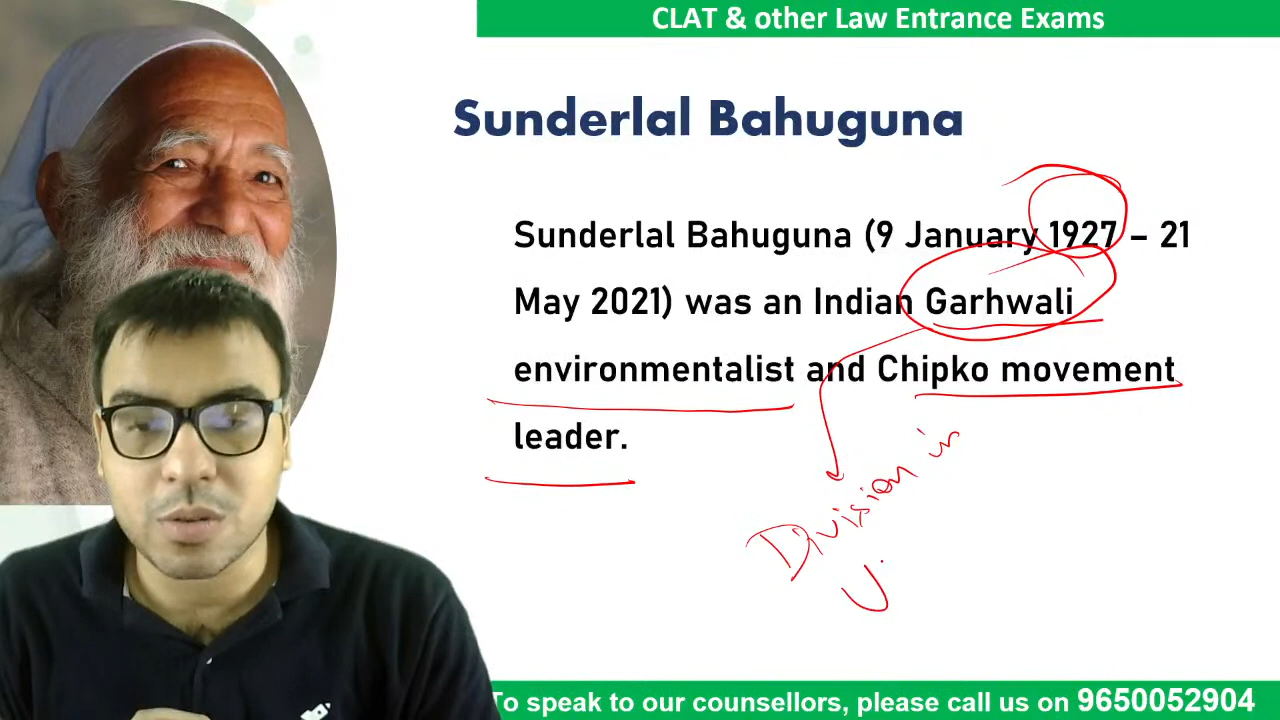 CLAT & other Law Entrance Exams
Sunderlal Bahuguna
Sunderlal Bahuguna (9 January 1927 – 21
May 2021) was an Indian Garhwali
environmentalist and Chipko movement
leader.
Division in
U.
To speak to our counsellors, please call us on 9650052904